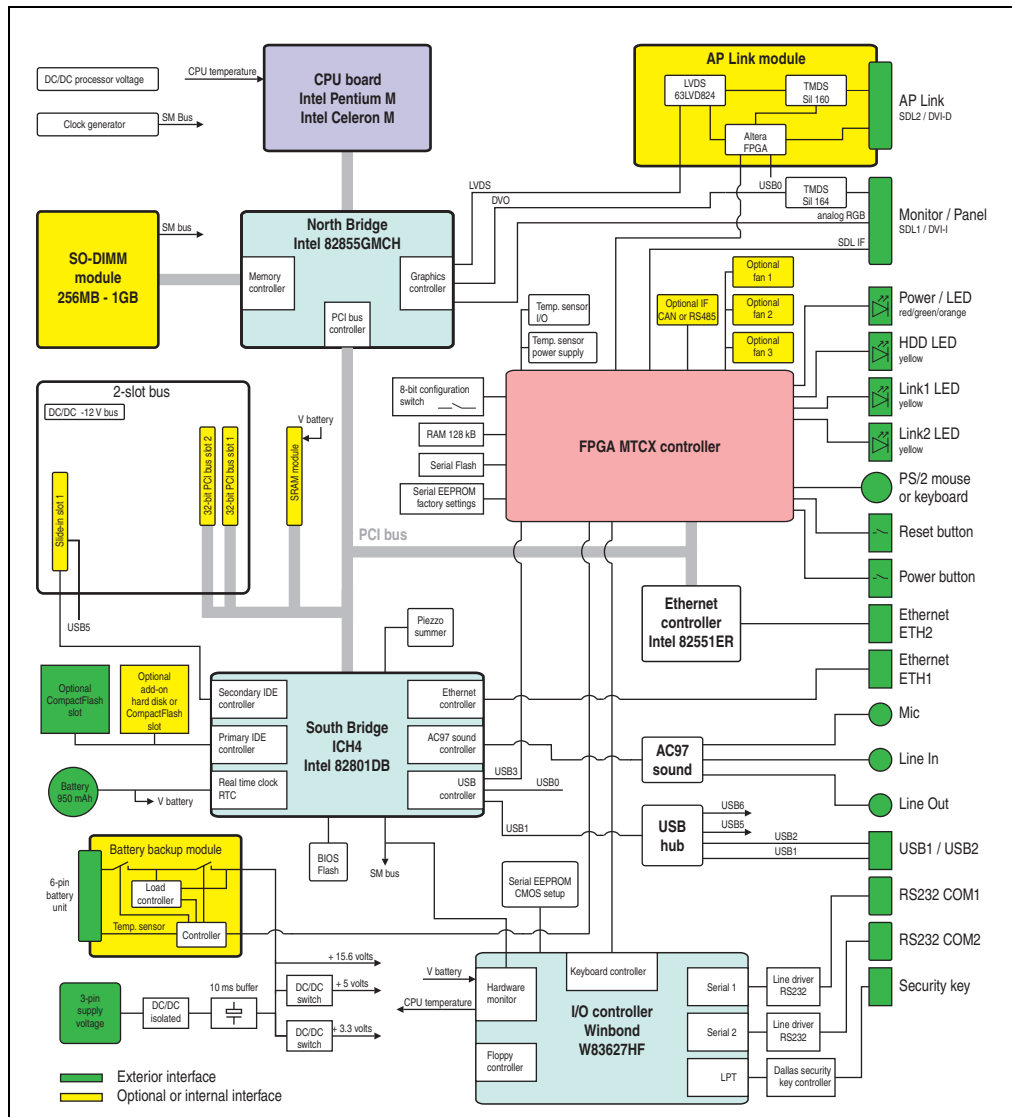 DC/DC processor voltage
Clock generator
CPU temperature
SM Bus
CPU board
Intel Pentium M
Intel Celeron M
AP Link module
LVDS
63LVD824
TMDS
Sil 160
Altera
FPGA
AP Link
SDL2 / DVI-D
LVDS
DVO
USB0
TMDS
Sil 164
analog RGB
SDL IF
Monitor / Panel
SDL1 / DVI-I
SO-DIMM
module
256MB - 1GB
SM bus
North Bridge
Intel 82855GMCH
Memory
controller
Graphics
controller
PCI bus
controller
Temp. sensor
I/O
Temp. sensor
power supply
Optional IF
CAN or RS485
Optional
fan 1
Optional
fan 2
Optional
fan 3
Power / LED
red/green/orange
HDD LED
yellow
Link1 LED
yellow
Link2 LED
yellow
2-slot bus
DC/DC -12 V bus
V battery
Slide-in slot 1
32-bit PCI bus slot 2
32-bit PCI bus slot 1
SRAM module
USB5
8-bit configuration
switch
RAM 128 kB
Serial Flash
Serial EEPROM
factory settings
FPGA MTCX controller
PS/2 mouse
or keyboard
Reset button
Power button
PCI bus
Ethernet
controller
Intel 82551ER
Ethernet
ETH2
Ethernet
ETH1
Piezzo
summer
Optional
CompactFlash
slot
Optional
add-on
hard disk or
CompactFlash
slot
Secondary IDE
controller
Primary IDE
controller
Real time clock
RTC
South Bridge
ICH4
Intel 82801DB
Ethernet
controller
AC97 sound
controller
USB
controller
USB3
USB0
USB1
AC97
sound
Mic
Line In
Line Out
Battery
950 mAh
V battery
USB
hub
USB6
USB5
USB2
USB1
USB1 / USB2
BIOS
Flash
SM bus
Battery backup module
6-pin
battery
unit
Load
controller
Temp. sensor
Controller
Serial EEPROM
CMOS setup
RS232 COM1
RS232 COM2
Security key
3-pin
supply
voltage
DC/DC
isolated
10 ms buffer
DC/DC
switch
DC/DC
switch
+ 15.6 volts
+ 5 volts
+ 3.3 volts
V battery
CPU temperature
Hardware
monitor
Keyboard controller
Floppy
controller
I/O controller
Winbond
W83627HF
Serial 1
Serial 2
LPT
Line driver
RS232
Line driver
RS232
Dallas security
key controller
Exterior interface
Optional or internal interface